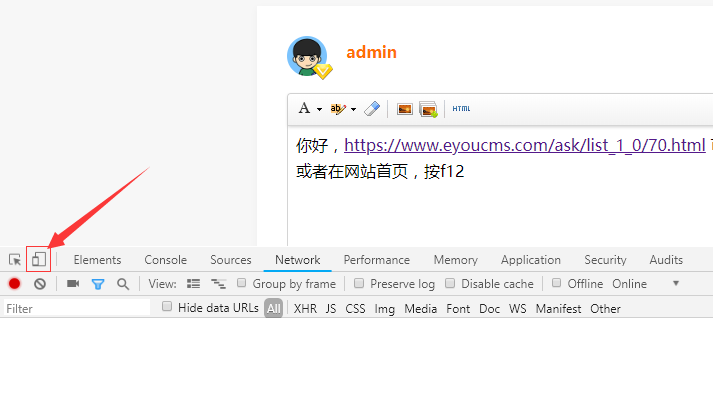 admin
A ab HTML
你好，https://www.eyoucms.com/ask/list_1_0/70.html
或者在网站首页，按f12
Elements Console Sources Network Performance Memory Application Security Audits
View: Group by frame Preserve log Disable cache Offline Online
Filter Hide data URLs All XHR JS CSS Img Media Font Doc WS Manifest Other